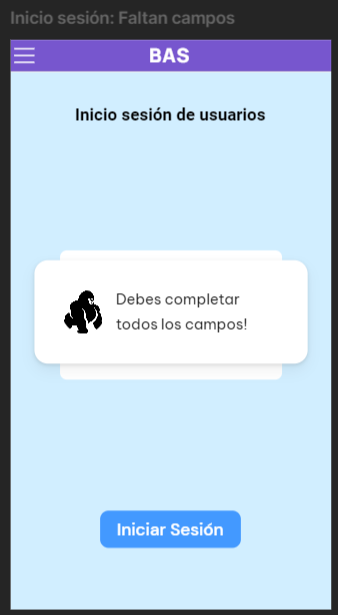 Inicio sesión: Faltan campos
BAS
Inicio sesión de usuarios
Debes completar
todos los campos!
Iniciar Sesión